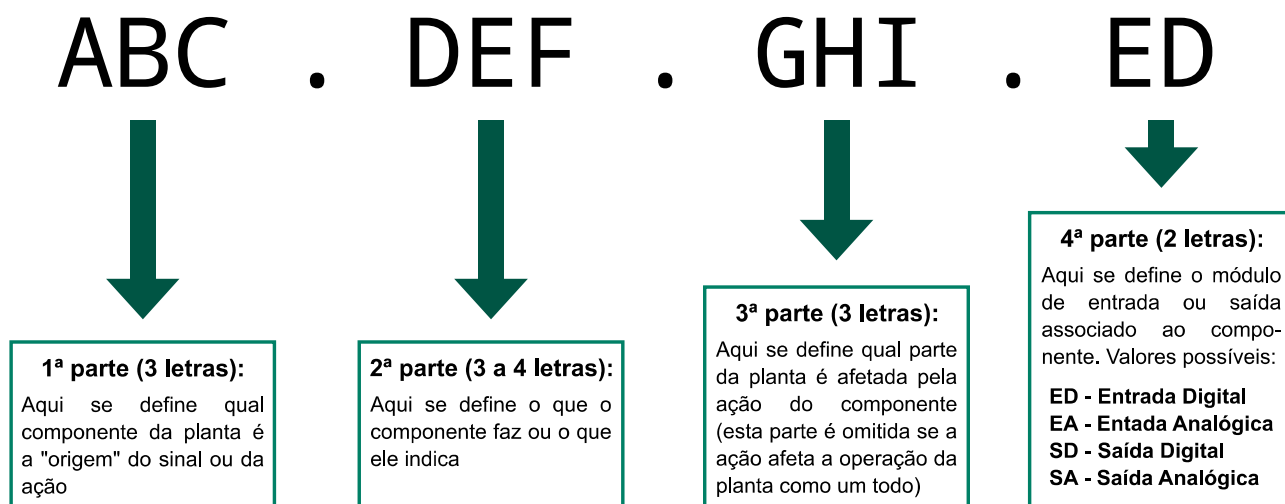 ABC . DEF . GHI . ED
1ª parte (3 letras):
Aqui se define qual
componente da planta é
a "origem" do sinal ou da
ação
2ª parte (3 a 4 letras):
Aqui se define o que o
componente faz ou o que
ele indica
3ª parte (3 letras):
Aqui se define qual parte
da planta é afetada pela
ação do componente
(esta parte é omitida se a
ação afeta a operação da
planta como um todo)
4ª parte (2 letras):
Aqui se define o módulo
de entrada ou saída
associado ao compo-
nente. Valores possíveis:
ED - Entrada Digital
EA - Entada Analógica
SD - Saída Digital
SA - Saída Analógica